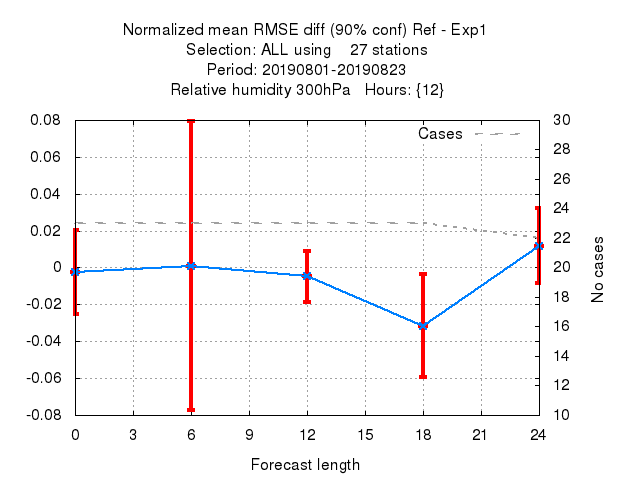 Normalized mean RMSE diff (90% conf) Ref - Exp1
Selection: ALL using    27 stations
Period: 20190801-20190823
Relative humidity 300hPa   Hours: {12}
0.08
0.06
0.04
0.02
0
-0.02
-0.04
-0.06
-0.08
Cases
30
28
26
24
22
20
18
16
14
12
10
No cases
0 3 6 9 12 15 18 21 24
Forecast length